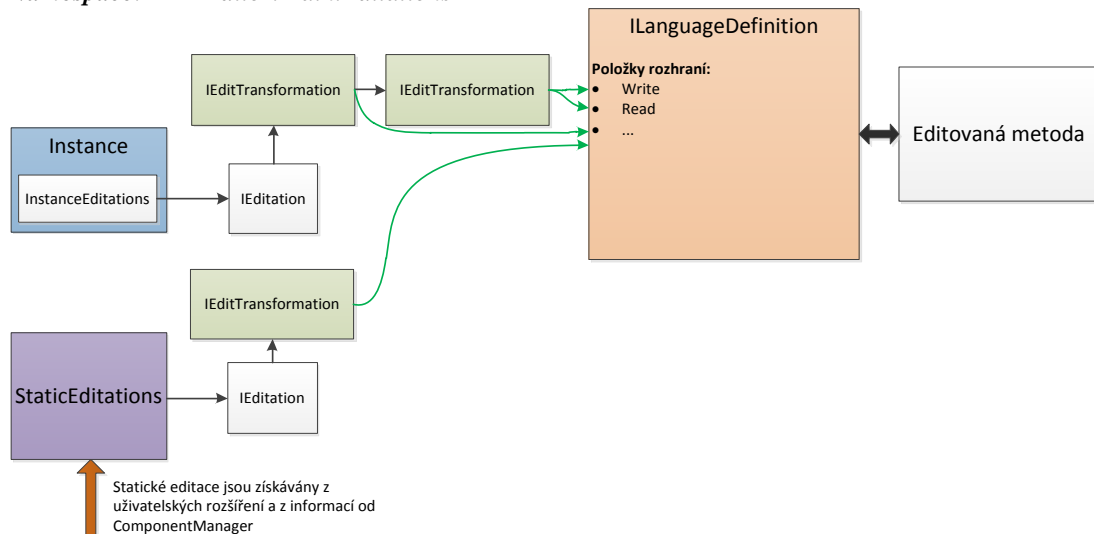 ILanguageDefinition
IEditTransformation
IEditTransformation
Položky rozhraní:
• Write
• Read
• ...
Editovaná metoda
Instance
InstanceEditations
IEditation
IEditTransformation
StaticEditations
IEditation
Statické editace jsou získávány z
uživatelských rozšíření a z informací od
ComponentManager